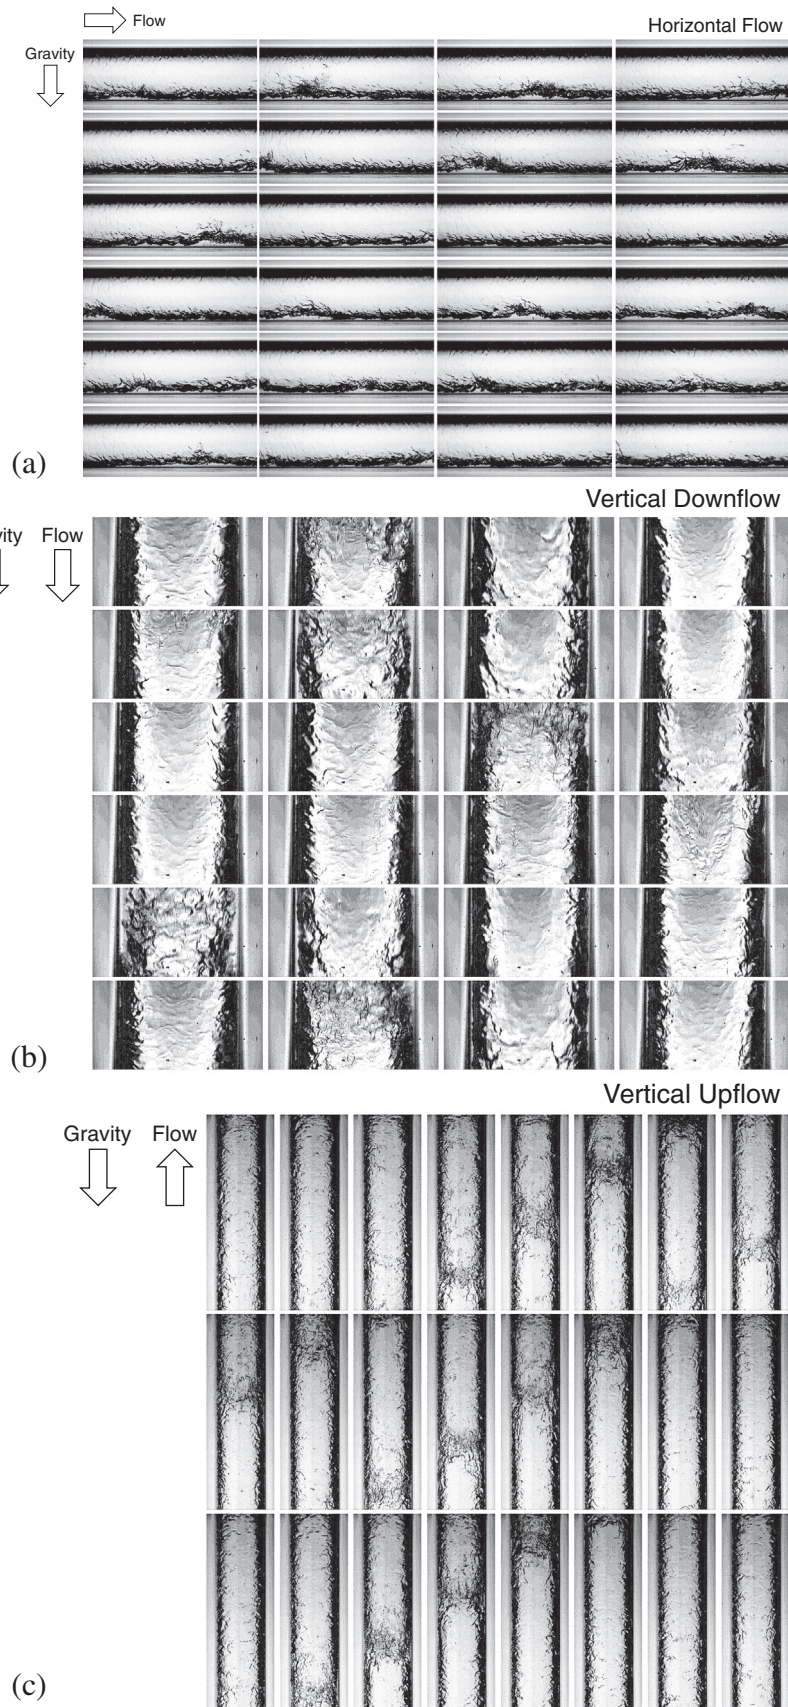 Flow
Horizontal Flow
Gravity
(a)
Vertical Downflow
Flow
(b)
Vertical Upflow
Gravity Flow
(c)